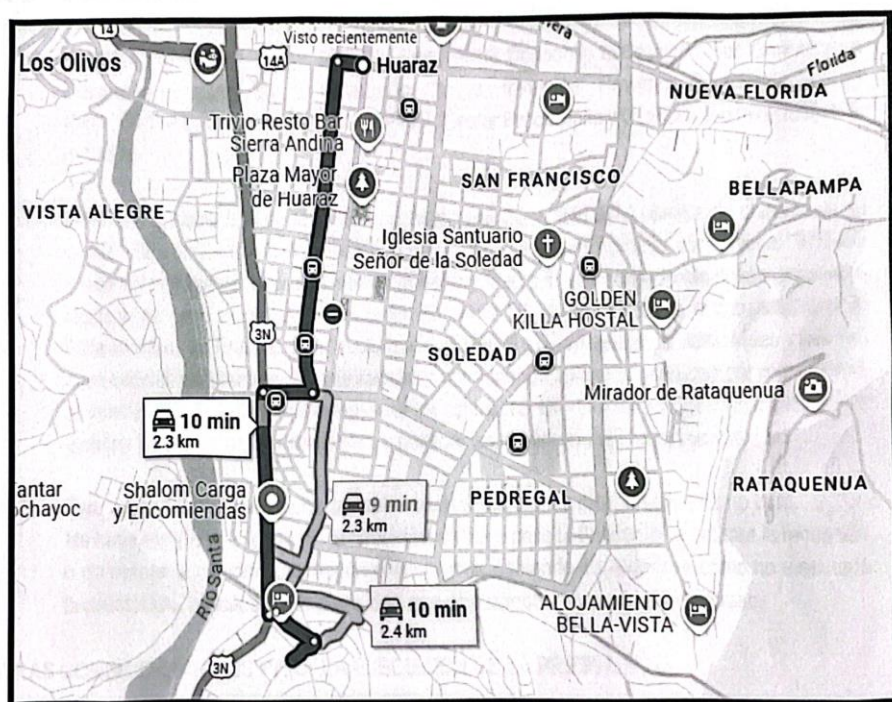 14
Visto recientemente
14A
Los Olivos
Huaraz
Florida
NUEVA FLORIDA
Trivio Resto Bar
Sierra Andina
Plaza Mayor
de Huaraz
SAN FRANCISCO
BELLAPAMPA
VISTA ALEGRE
Iglesia Santuario
Señor de la Soledad
GOLDEN
KILLA HOSTAL
3N
SOLEDAD
Mirador de Rataquenua
10 min
2.3 km
9 min
2.3 km
PEDREGAL
RATAQUENUA
Shalom Carga
y Encomiendas
Río Santa
10 min
2.4 km
ALOJAMIENTO
BELLA-VISTA
3N